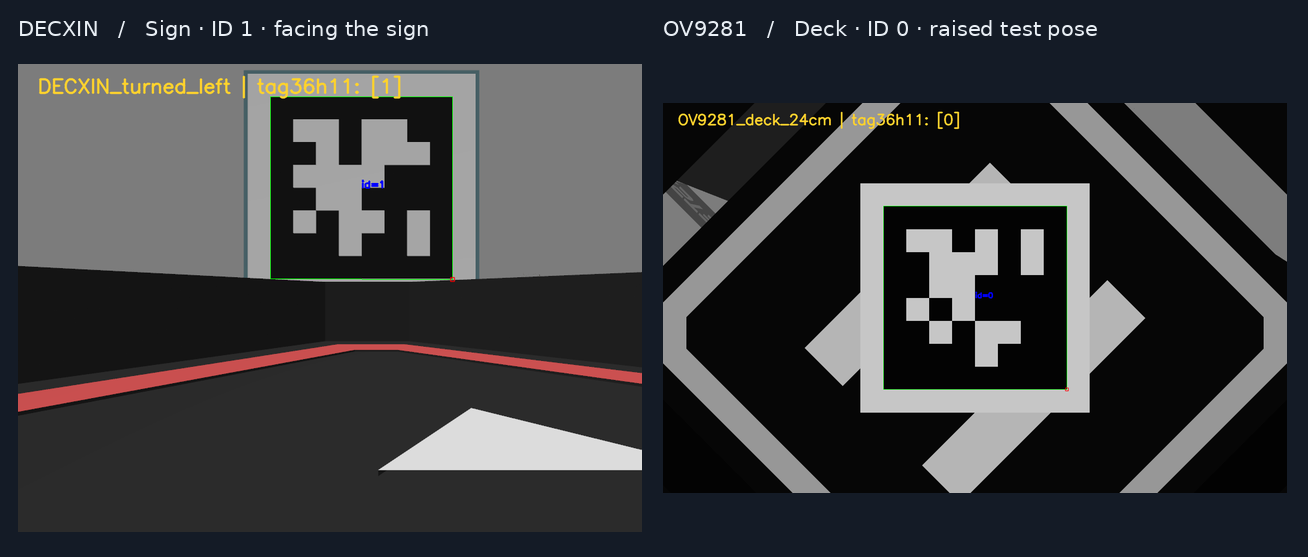 DECXIN / Sign · ID 1 · facing the sign
DECXIN_turned_left | tag36h11: [1]
id=1
OV9281 / Deck · ID 0 · raised test pose
OV9281_deck_24cm | tag36h11: [0]
id=0